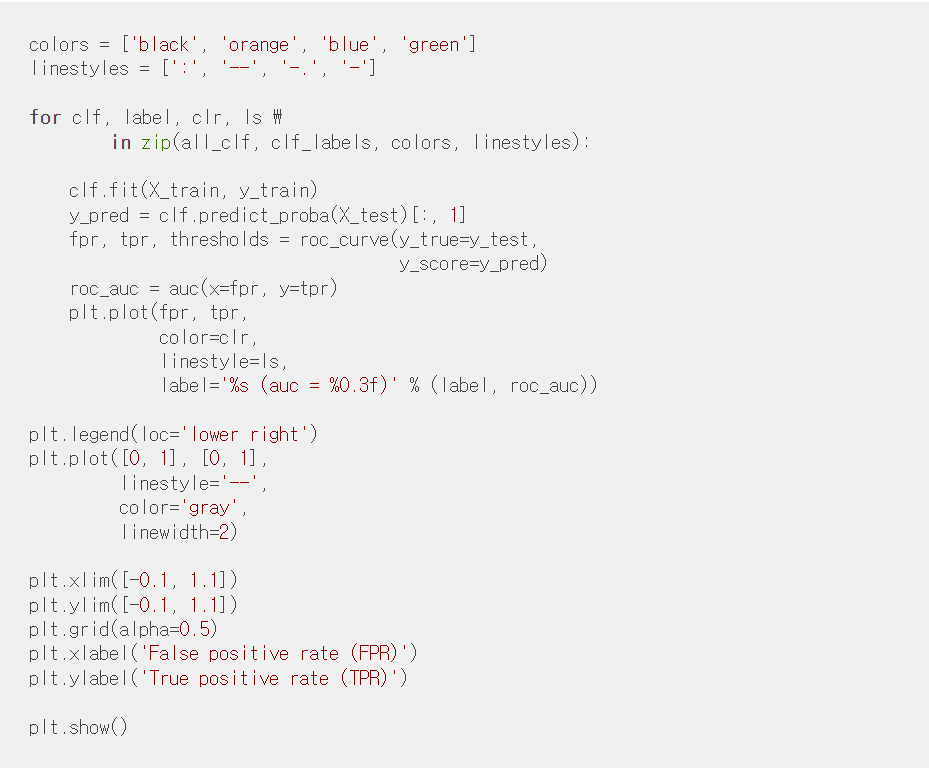 colors = ['black', 'orange', 'blue', 'green']
linestyles = [':', '--', '-.', '-']
for clf, label, clr, ls ₩
        in zip(all_clf, clf_labels, colors, linestyles):
    clf.fit(X_train, y_train)
    y_pred = clf.predict_proba(X_test)[:, 1]
    fpr, tpr, thresholds = roc_curve(y_true=y_test,
                                     y_score=y_pred)
    roc_auc = auc(x=fpr, y=tpr)
    plt.plot(fpr, tpr,
             color=clr,
             linestyle=ls,
             label='%s (auc = %0.3f)' % (label, roc_auc))
plt.legend(loc='lower right')
plt.plot([0, 1], [0, 1],
         linestyle='--',
         color='gray',
         linewidth=2)
plt.xlim([-0.1, 1.1])
plt.ylim([-0.1, 1.1])
plt.grid(alpha=0.5)
plt.xlabel('False positive rate (FPR)')
plt.ylabel('True positive rate (TPR)')
plt.show()